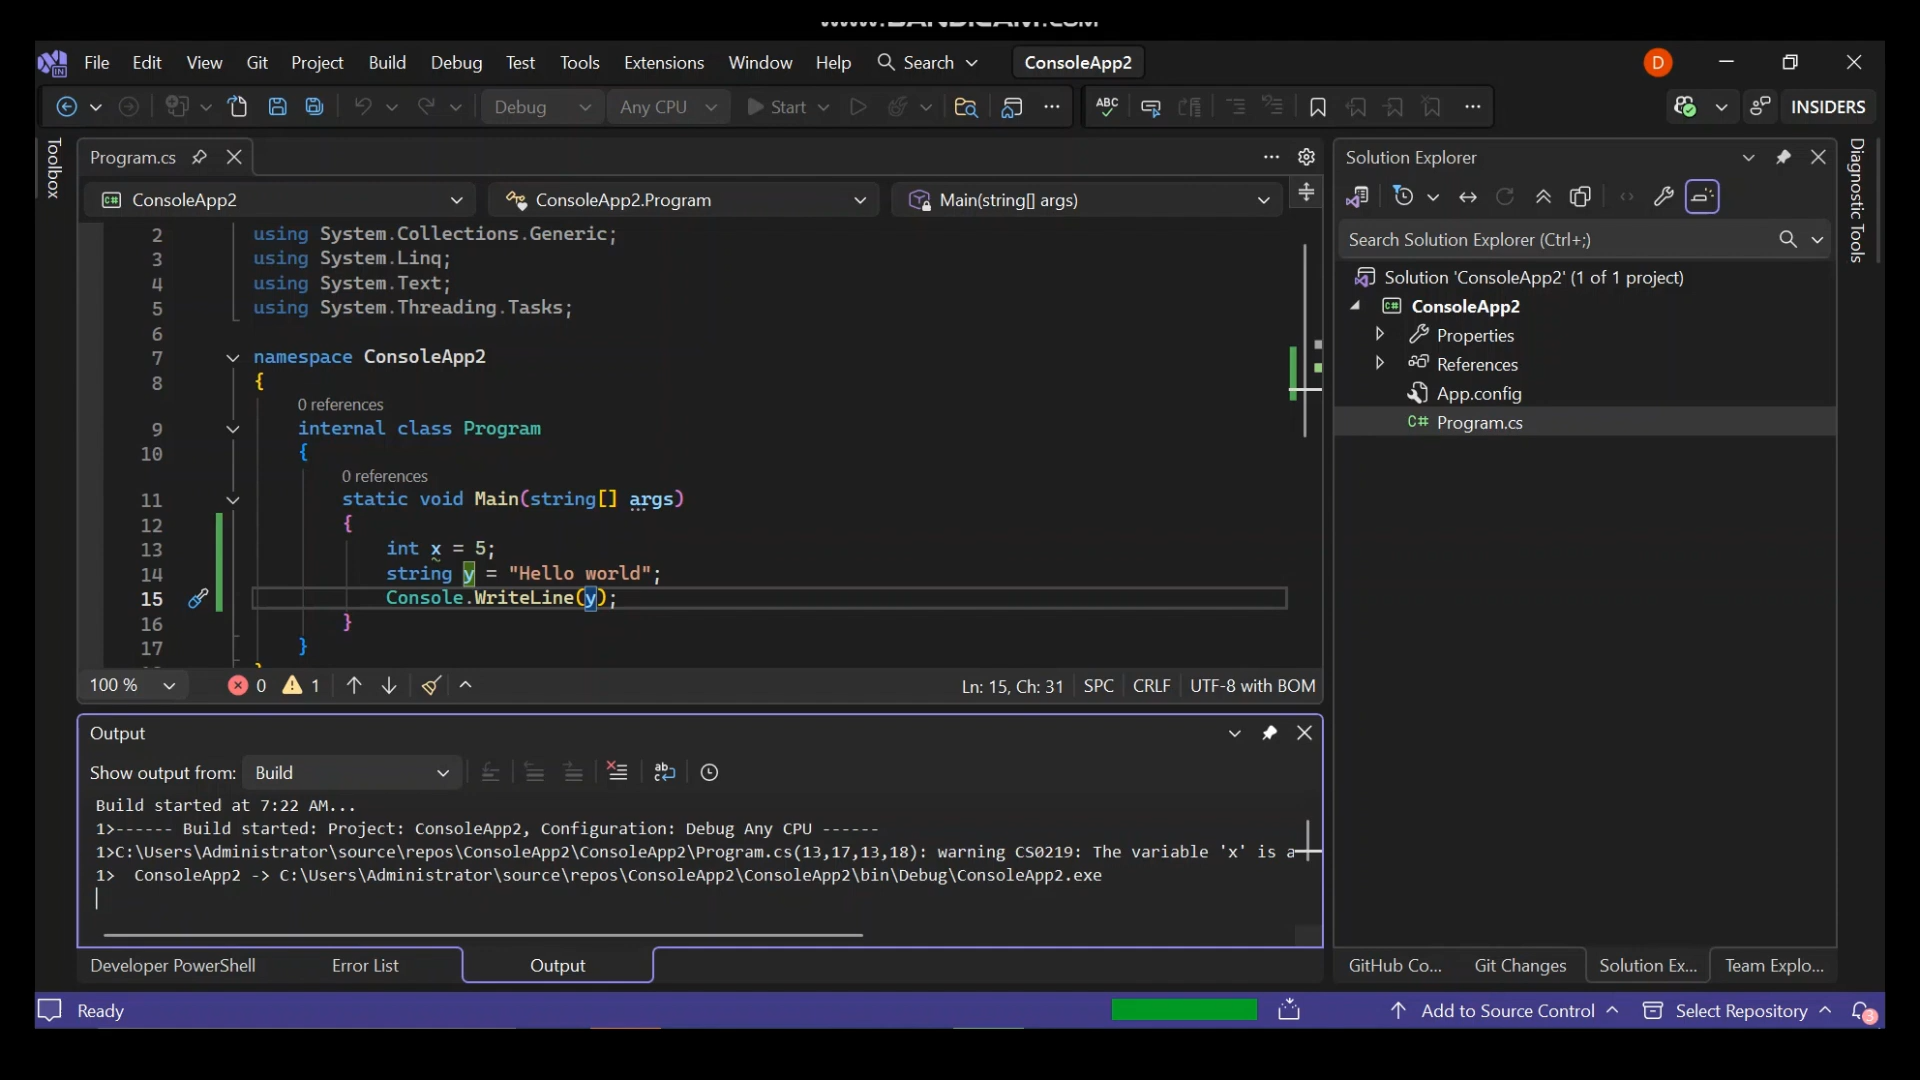 www.BANDICAM.COM
File Edit View Git Project Build Debug Test Tools Extensions Window Help Search ConsoleApp2 D
Debug Any CPU Start ABC INSIDERS
Toolbox
Program.cs
ConsoleApp2 ConsoleApp2.Program Main(string[] args)
2 using System.Collections.Generic;
3 using System.Linq;
4 using System.Text;
5 using System.Threading.Tasks;
6
7 namespace ConsoleApp2
8 {
0 references
9 internal class Program
10 {
0 references
11 static void Main(string[] args)
12 {
13 int x = 5;
14 string y = "Hello world";
15 Console.WriteLine(y);
16 }
17 }
100 % 0 1 Ln: 15, Ch: 31 SPC CRLF UTF-8 with BOM
Output
Show output from: Build
Build started at 7:22 AM...
1>------ Build started: Project: ConsoleApp2, Configuration: Debug Any CPU ------
1>C:\Users\Administrator\source\repos\ConsoleApp2\ConsoleApp2\Program.cs(13,17,13,18): warning CS0219: The variable 'x' is a
1>  ConsoleApp2 -> C:\Users\Administrator\source\repos\ConsoleApp2\ConsoleApp2\bin\Debug\ConsoleApp2.exe
Developer PowerShell Error List Output
Solution Explorer
Search Solution Explorer (Ctrl+;)
Solution 'ConsoleApp2' (1 of 1 project)
C# ConsoleApp2
Properties
References
App.config
C# Program.cs
GitHub Co... Git Changes Solution Ex... Team Explo...
Diagnostic Tools
Ready Add to Source Control Select Repository 3